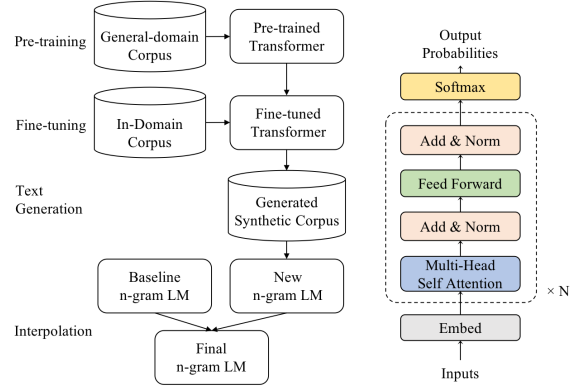 Pre-training
General-domain
Corpus
Pre-trained
Transformer
Fine-tuning
In-Domain
Corpus
Fine-tuned
Transformer
Text
Generation
Generated
Synthetic Corpus
Baseline
n-gram LM
New
n-gram LM
Interpolation
Final
n-gram LM
Output
Probabilities
Softmax
Add & Norm
Feed Forward
Add & Norm
Multi-Head
Self Attention
× N
Embed
Inputs